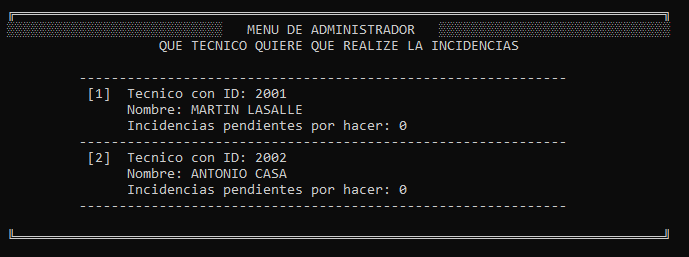 MENU DE ADMINISTRADOR
QUE TECNICO QUIERE QUE REALIZE LA INCIDENCIAS
-------------------------------------------------------------
[1] Tecnico con ID: 2001
Nombre: MARTIN LASALLE
Incidencias pendientes por hacer: 0
-------------------------------------------------------------
[2] Tecnico con ID: 2002
Nombre: ANTONIO CASA
Incidencias pendientes por hacer: 0
-------------------------------------------------------------